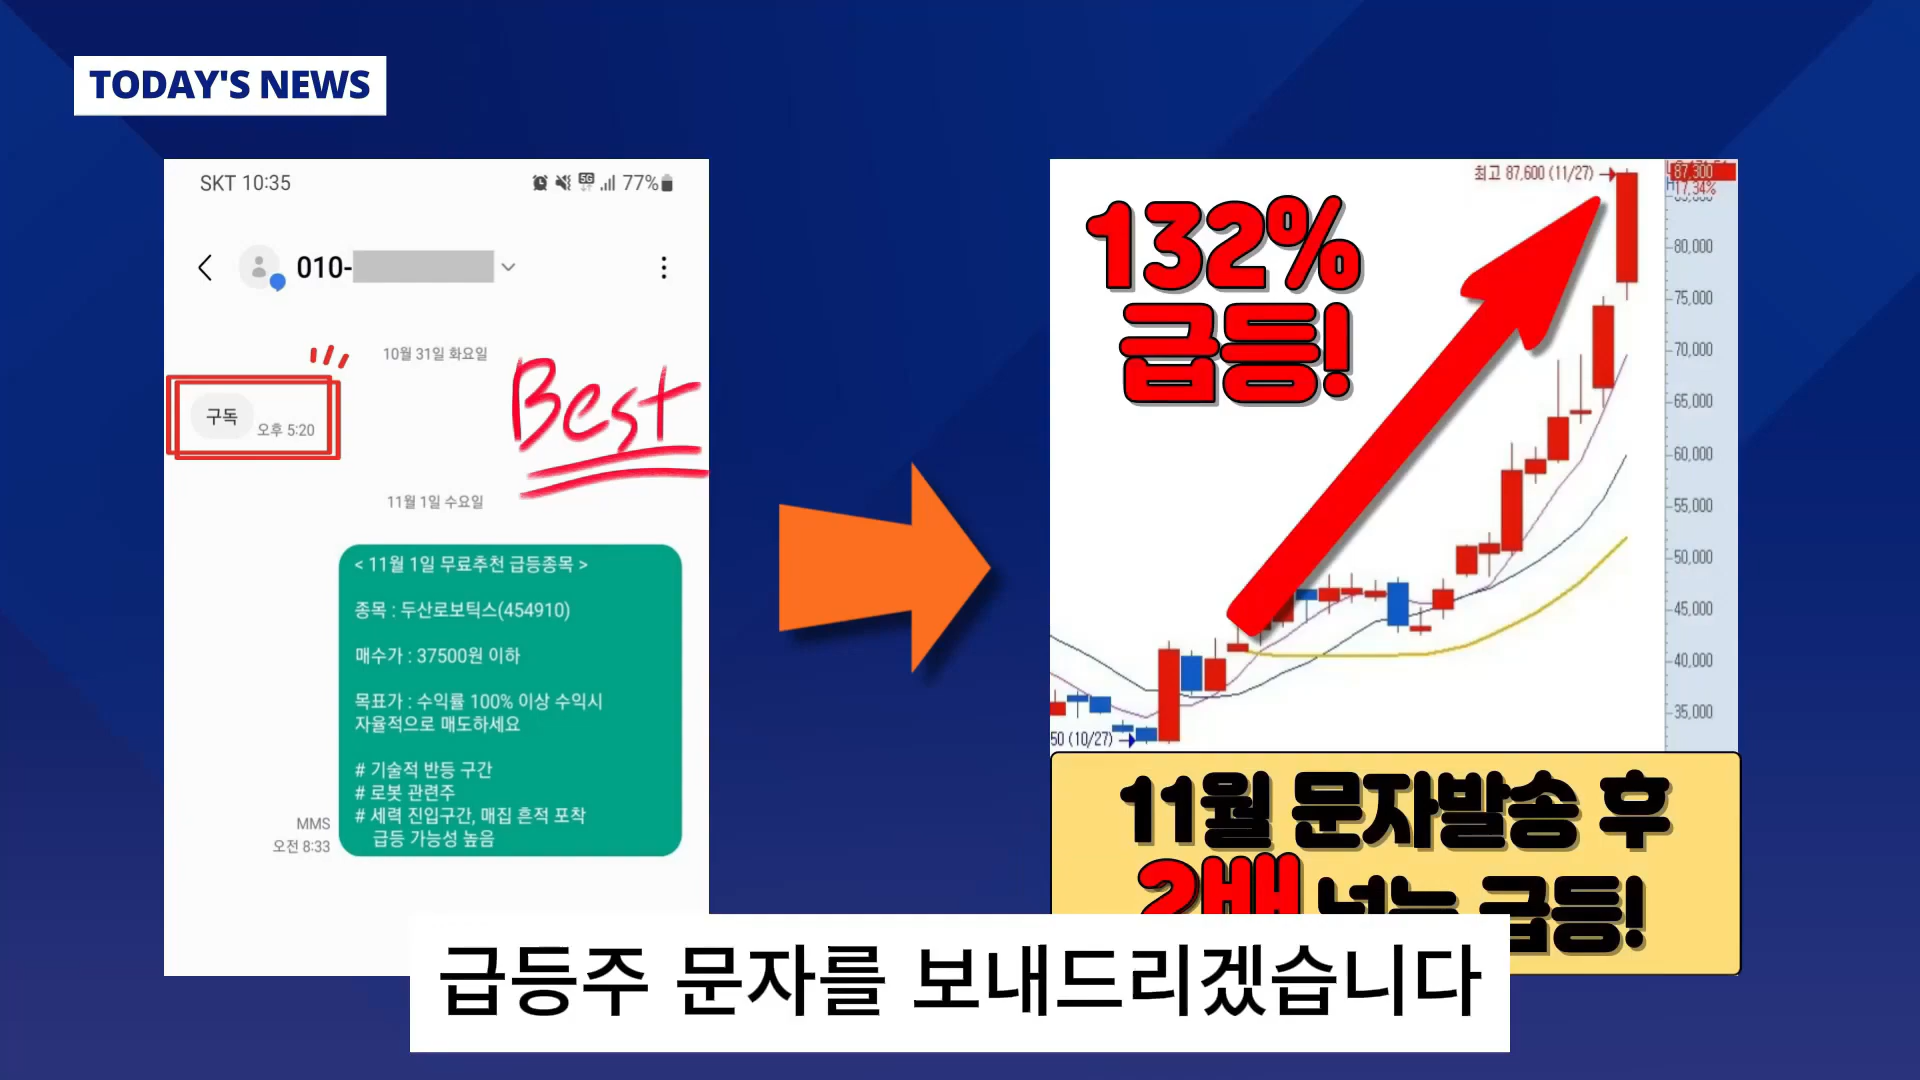 TODAY'S NEWS
SKT 10:35
5G
77%
010-
10월 31일 화요일
구독
오후 5:20
Best
11월 1일 수요일
< 11월 1일 무료추천 급등종목 >
종목 : 두산로보틱스(454910)
매수가 : 37500원 이하
목표가 : 수익률 100% 이상 수익시
자율적으로 매도하세요
# 기술적 반등 구간
# 로봇 관련주
# 세력 진입구간, 매집 흔적 포착
급등 가능성 높음
MMS
오전 8:33
132%
급등!
최고 87,600 (11/27)
87,300
17.34%
80,000
75,000
70,000
65,000
60,000
55,000
50,000
45,000
40,000
35,000
50 (10/27)
11월 문자발송 후
2배 넘는 급등!
급등주 문자를 보내드리겠습니다